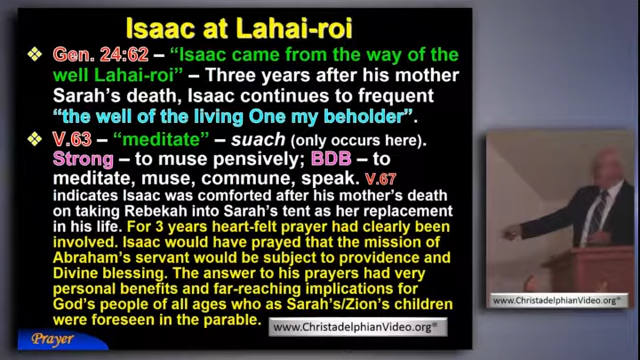 Isaac at Lahai-roi
❖ Gen. 24:62 – “Isaac came from the way of the
well Lahai-roi” – Three years after his mother
Sarah’s death, Isaac continues to frequent
“the well of the living One my beholder”.
❖ V.63 – “meditate” – suach (only occurs here).
Strong – to muse pensively; BDB – to
meditate, muse, commune, speak. V.67
indicates Isaac was comforted after his mother’s death
on taking Rebekah into Sarah’s tent as her replacement
in his life. For 3 years heart-felt prayer had clearly been
involved. Isaac would have prayed that the mission of
Abraham’s servant would be subject to providence and
Divine blessing. The answer to his prayers had very
personal benefits and far-reaching implications for
God’s people of all ages who as Sarah’s/Zion’s children
were foreseen in the parable.
www.ChristadelphianVideo.org®
Prayer
www.ChristadelphianVideo.org®